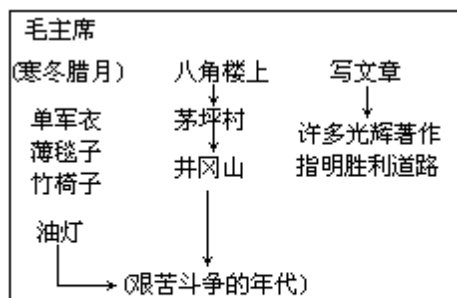 毛主席
(寒冬腊月) 八角楼上 写文章
单军衣 茅坪村 许多光辉著作
薄毯子 井冈山 指明胜利道路
竹椅子
油灯
(艰苦斗争的年代)